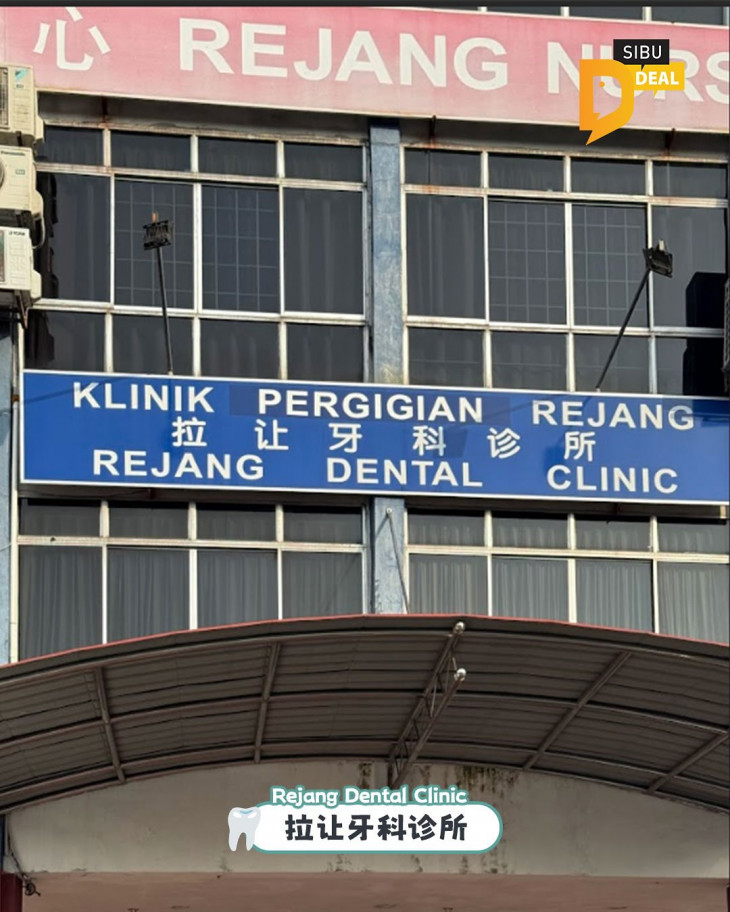 心 REJANG NURS
SIBU
DEAL
KLINIK PERGIGIAN REJANG
拉让牙科诊所
REJANG DENTAL CLINIC
Rejang Dental Clinic
拉让牙科诊所